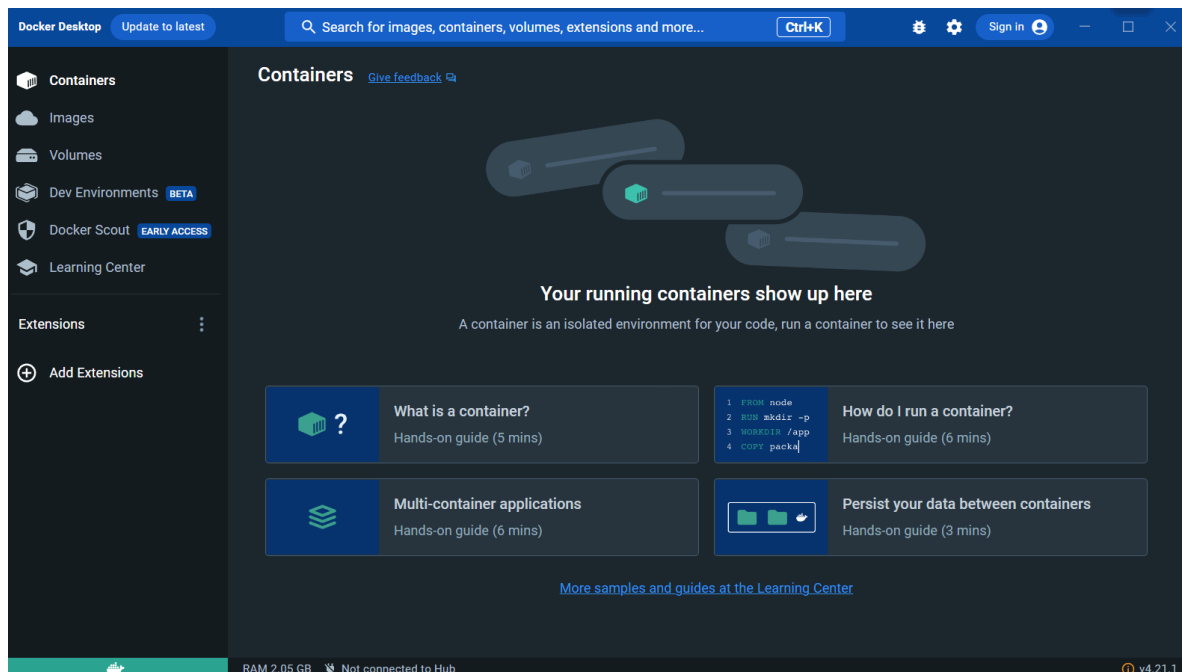 Docker Desktop Update to latest Search for images, containers, volumes, extensions and more... Ctrl+K Sign in
Containers
Images
Volumes
Dev Environments BETA
Docker Scout EARLY ACCESS
Learning Center
Extensions
Add Extensions
Containers Give feedback
Your running containers show up here
A container is an isolated environment for your code, run a container to see it here
?
What is a container?
Hands-on guide (5 mins)
1 FROM node
2 RUN mkdir -p
3 WORKDIR /app
4 COPY packa
How do I run a container?
Hands-on guide (6 mins)
Multi-container applications
Hands-on guide (6 mins)
Persist your data between containers
Hands-on guide (3 mins)
More samples and guides at the Learning Center
RAM 2.05 GB Not connected to Hub v4.21.1